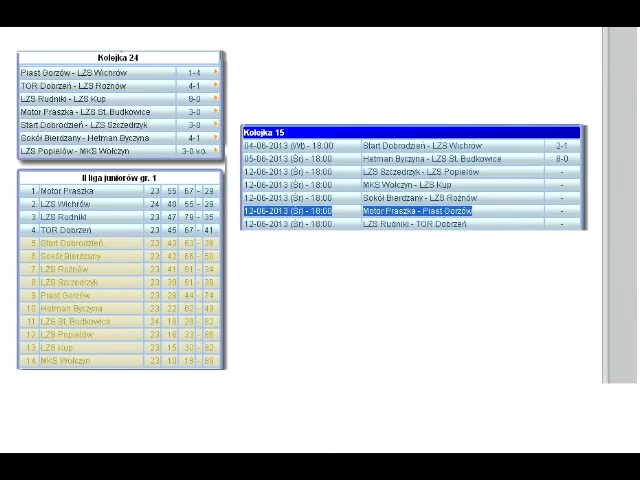 Kolejka 24
Piast Gorzów - LZS Wichrów 1-4
TOR Dobrzeń - LZS Rożnów 4-1
LZS Rudniki - LZS Kup 9-0
Motor Praszka - LZS St. Budkowice 3-0
Start Dobrodzień - LZS Szczedrzyk 3-0
Sokół Bierdzany - Hetman Byczyna 4-1
LZS Popielów - MKS Wołczyn 3-0 v.o.
II liga juniorów gr. 1
1. Motor Praszka 23 55 67 - 29
2. LZS Wichrów 24 48 55 - 29
3. LZS Rudniki 23 47 79 - 35
4. TOR Dobrzeń 23 45 67 - 41
5. Start Dobrodzień 23 43 - 36
6. Sokół Bierdzany 23 42 66 - 50
7. LZS Rożnów 23 41 91 - 34
8. LZS Szczedrzyk 23 39 61 - 38
9. Piast Gorzów 23 28 44 - 74
10. Hetman Byczyna 23 22 62 - 49
11. LZS St. Budkowice 24 18 28 - 82
12. LZS Popielów 23 16 33 -
13. LZS Kup 23 15 30 - 92
14. MKS Wołczyn 23 10 18 - 89
Kolejka 15
04-06-2013 (Wt) - 18:00 Start Dobrodzień - LZS Wichrów 2-1
05-06-2013 (Śr) - 18:00 Hetman Byczyna - LZS St. Budkowice 8-0
12-06-2013 (Śr) - 18:00 LZS Szczedrzyk - LZS Popielów -
12-06-2013 (Śr) - 18:00 MKS Wołczyn - LZS Kup -
12-06-2013 (Śr) - 18:00 Sokół Bierdzany - LZS Rożnów -
12-06-2013 (Śr) - 18:00 Motor Praszka - Piast Gorzów -
12-06-2013 (Śr) - 18:00 LZS Rudniki - TOR Dobrzeń -